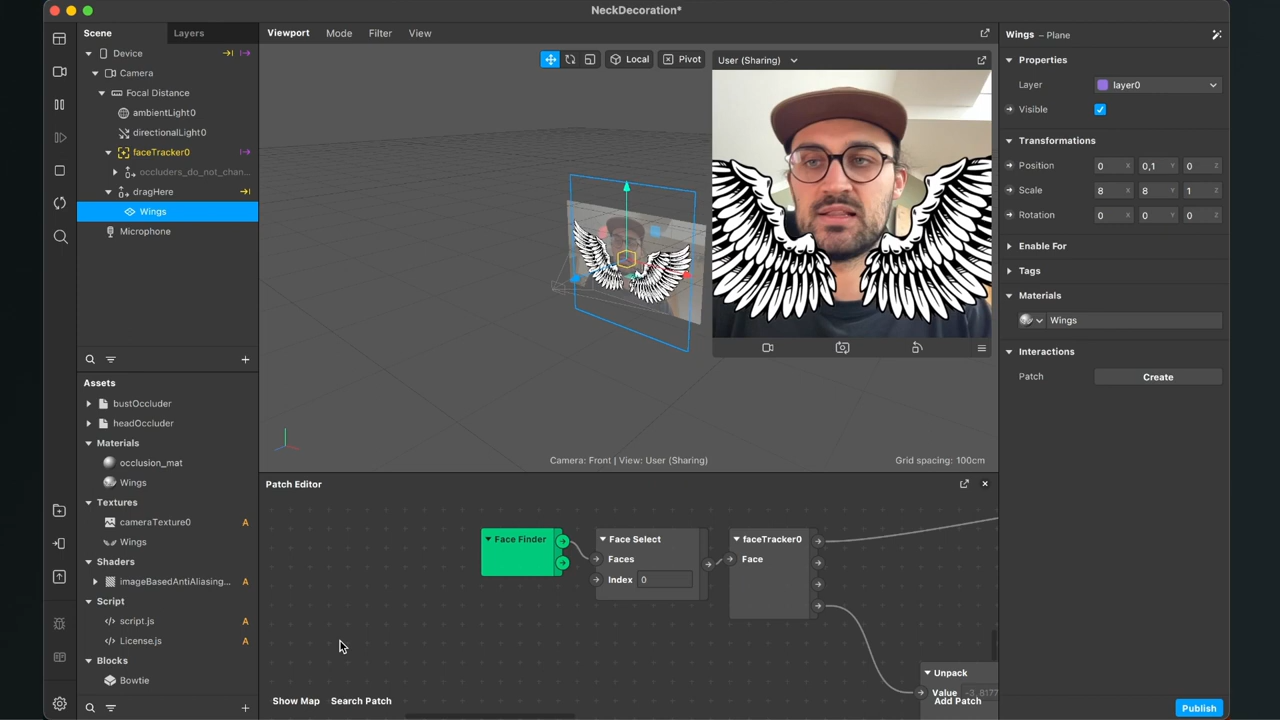 NeckDecoration*
Scene
Layers
Device
Camera
Focal Distance
ambientLight0
directionalLight0
faceTracker0
occluders_do_not_chan...
dragHere
Wings
Microphone
Assets
bustOccluder
headOccluder
Materials
occlusion_mat
Wings
Textures
cameraTexture0 A
Wings
Shaders
imageBasedAntiAliasing... A
Script
script.js A
License.js A
Blocks
Bowtie
Viewport Mode Filter View
Local Pivot
User (Sharing)
Camera: Front | View: User (Sharing)
Grid spacing: 100cm
Patch Editor
Face Finder
Face Select
Faces
Index 0
faceTracker0
Face
Unpack
Value -3,8177
Add Patch
Show Map Search Patch
Wings – Plane
Properties
Layer layer0
Visible
Transformations
Position 0 X 0,1 Y 0 Z
Scale 8 X 8 Y 1 Z
Rotation 0 X 0 Y 0 Z
Enable For
Tags
Materials
Wings
Interactions
Patch Create
Publish